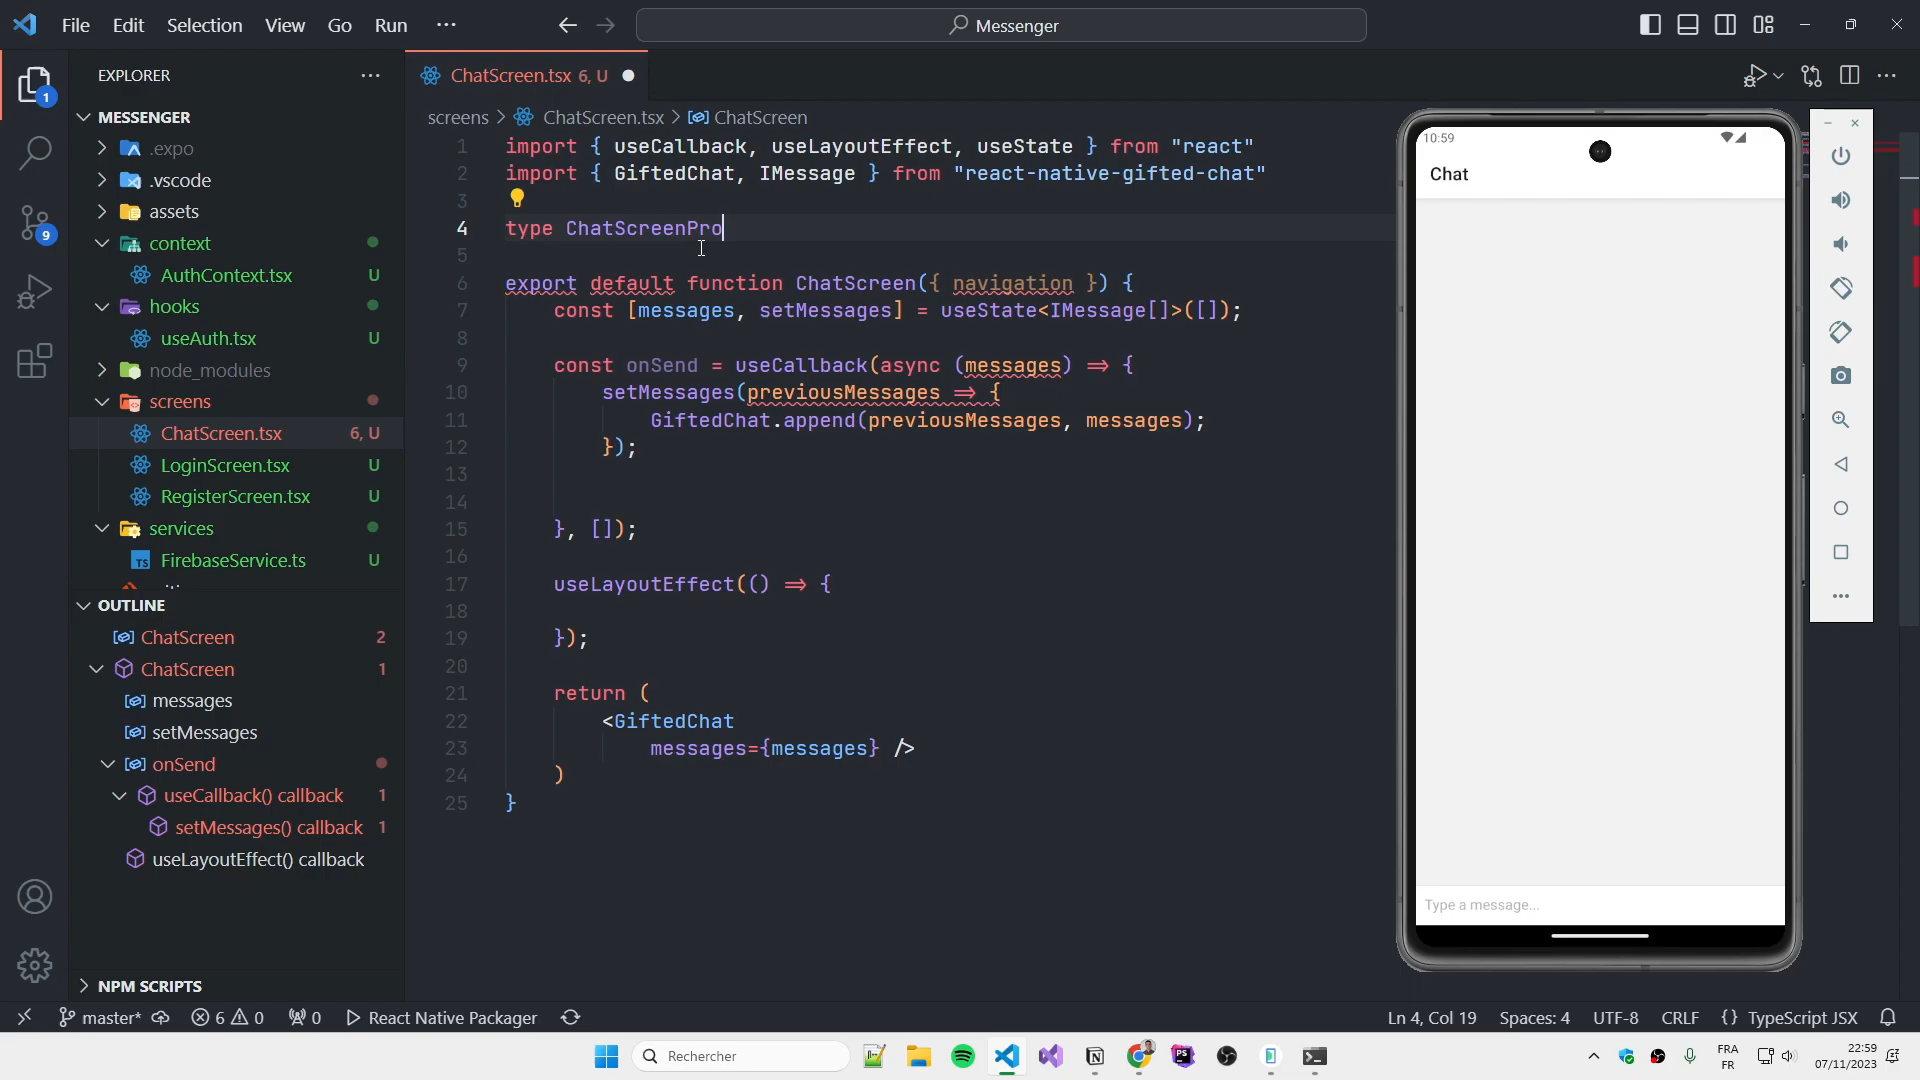 File Edit Selection View Go Run ···
Messenger
EXPLORER ···
ChatScreen.tsx 6, U
MESSENGER
.expo
.vscode
assets
context
AuthContext.tsx U
hooks
useAuth.tsx U
node_modules
screens
ChatScreen.tsx 6, U
LoginScreen.tsx U
RegisterScreen.tsx U
services
FirebaseService.ts U
OUTLINE
ChatScreen 2
ChatScreen 1
messages
setMessages
onSend
useCallback() callback 1
setMessages() callback 1
useLayoutEffect() callback
NPM SCRIPTS
screens > ChatScreen.tsx > ChatScreen
1 import { useCallback, useLayoutEffect, useState } from "react"
2 import { GiftedChat, IMessage } from "react-native-gifted-chat"
3
4 type ChatScreenPro
5
6 export default function ChatScreen({ navigation }) {
7 const [messages, setMessages] = useState<IMessage[]>([]);
8
9 const onSend = useCallback(async (messages) => {
10 setMessages(previousMessages => {
11 GiftedChat.append(previousMessages, messages);
12 });
13
14
15 }, []);
16
17 useLayoutEffect(() => {
18
19 });
20
21 return (
22 <GiftedChat
23 messages={messages} />
24 )
25 }
10:59
Chat
Type a message...
1
9
master* 6 0 0 React Native Packager
Ln 4, Col 19 Spaces: 4 UTF-8 CRLF {} TypeScript JSX
Rechercher
PS
FRA
FR
22:59
07/11/2023